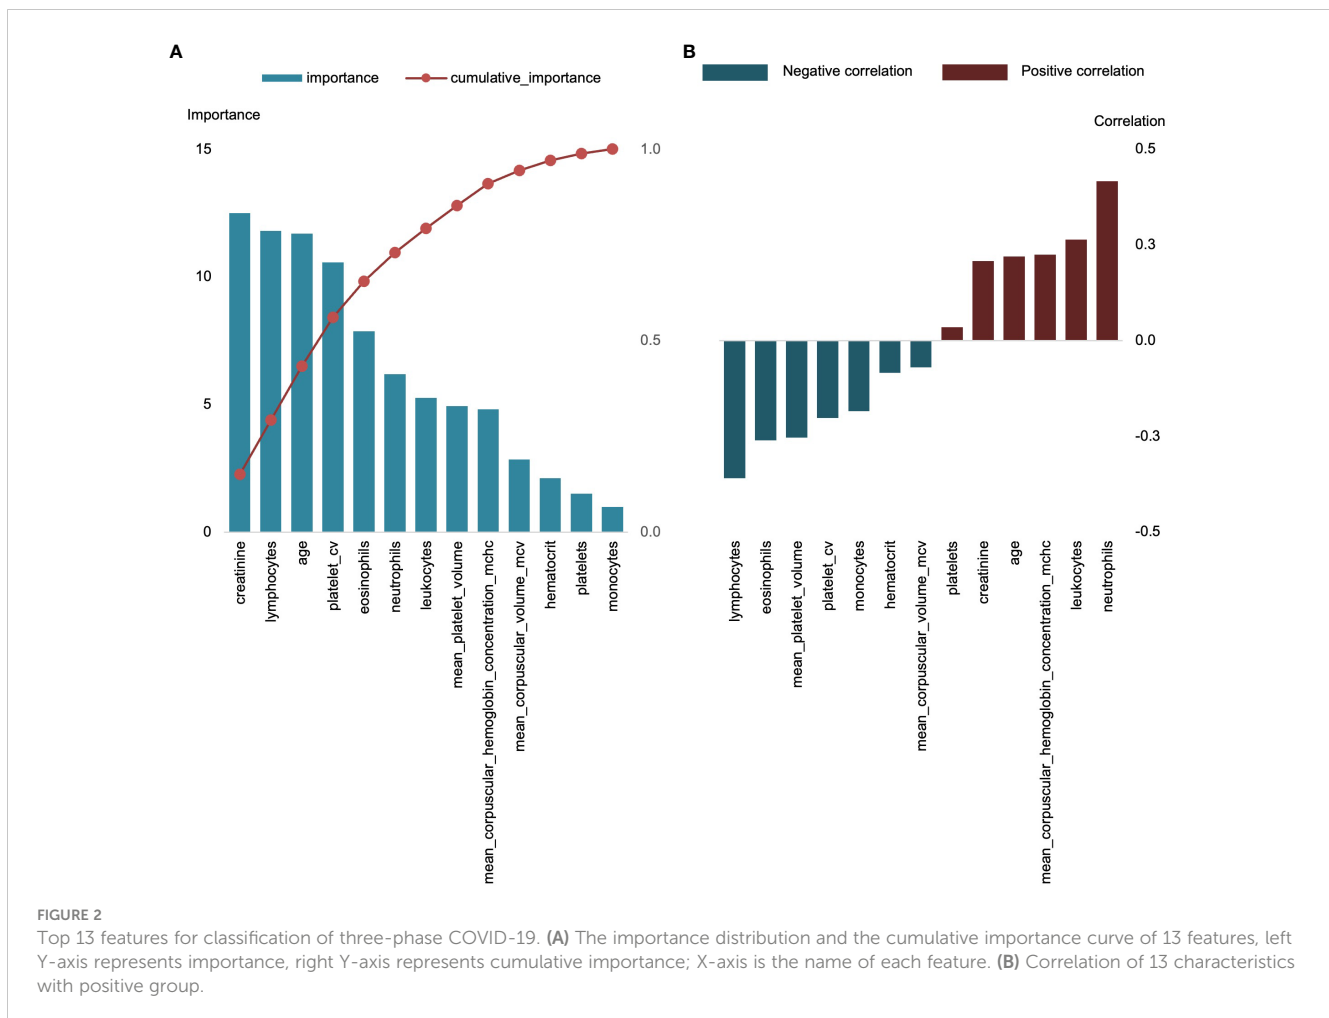 A
importance
cumulative_importance
Importance
15
10
5
0
1.0
0.5
0.0
creatinine
lymphocytes
age
platelet_cv
eosinophils
neutrophils
leukocytes
mean_platelet_volume
mean_corpuscular_hemoglobin_concentration_mchc
mean_corpuscular_volume_mcv
hematocrit
platelets
monocytes
B
Negative correlation
Positive correlation
Correlation
0.5
0.3
0.0
-0.3
-0.5
lymphocytes
eosinophils
mean_platelet_volume
platelet_cv
monocytes
hematocrit
mean_corpuscular_volume_mcv
platelets
creatinine
age
mean_corpuscular_hemoglobin_concentration_mchc
leukocytes
neutrophils
FIGURE 2
Top 13 features for classification of three-phase COVID-19. (A) The importance distribution and the cumulative importance curve of 13 features, left
Y-axis represents importance, right Y-axis represents cumulative importance; X-axis is the name of each feature. (B) Correlation of 13 characteristics
with positive group.